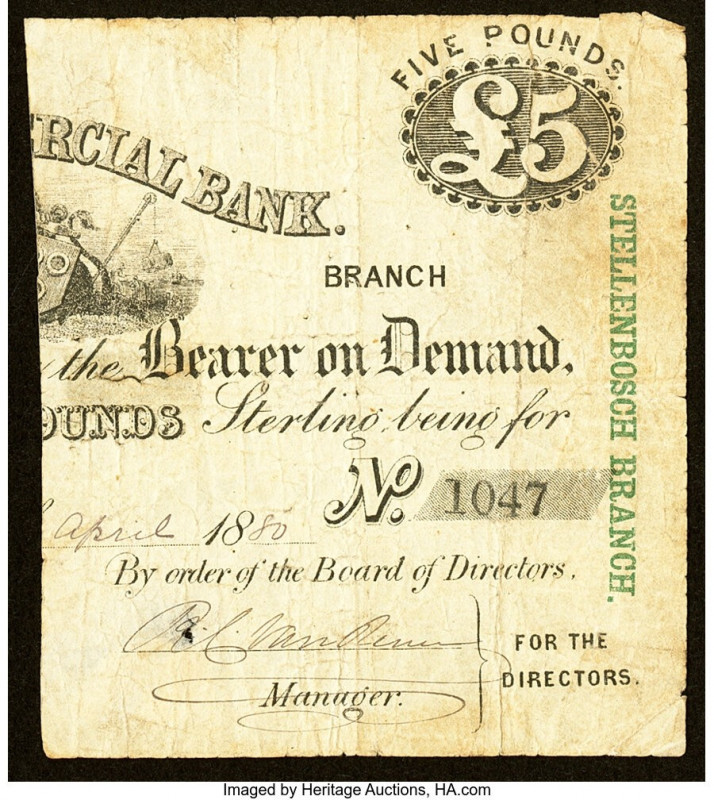 FIVE POUNDS.
£5
RCIAL BANK.
BRANCH
the Bearer on Demand,
OUNDS Sterling, being for
No. 1047
April 1880
By order of the Board of Directors,
Manager.
FOR THE
DIRECTORS.
STELLENBOSCH BRANCH.
Imaged by Heritage Auctions, HA.com